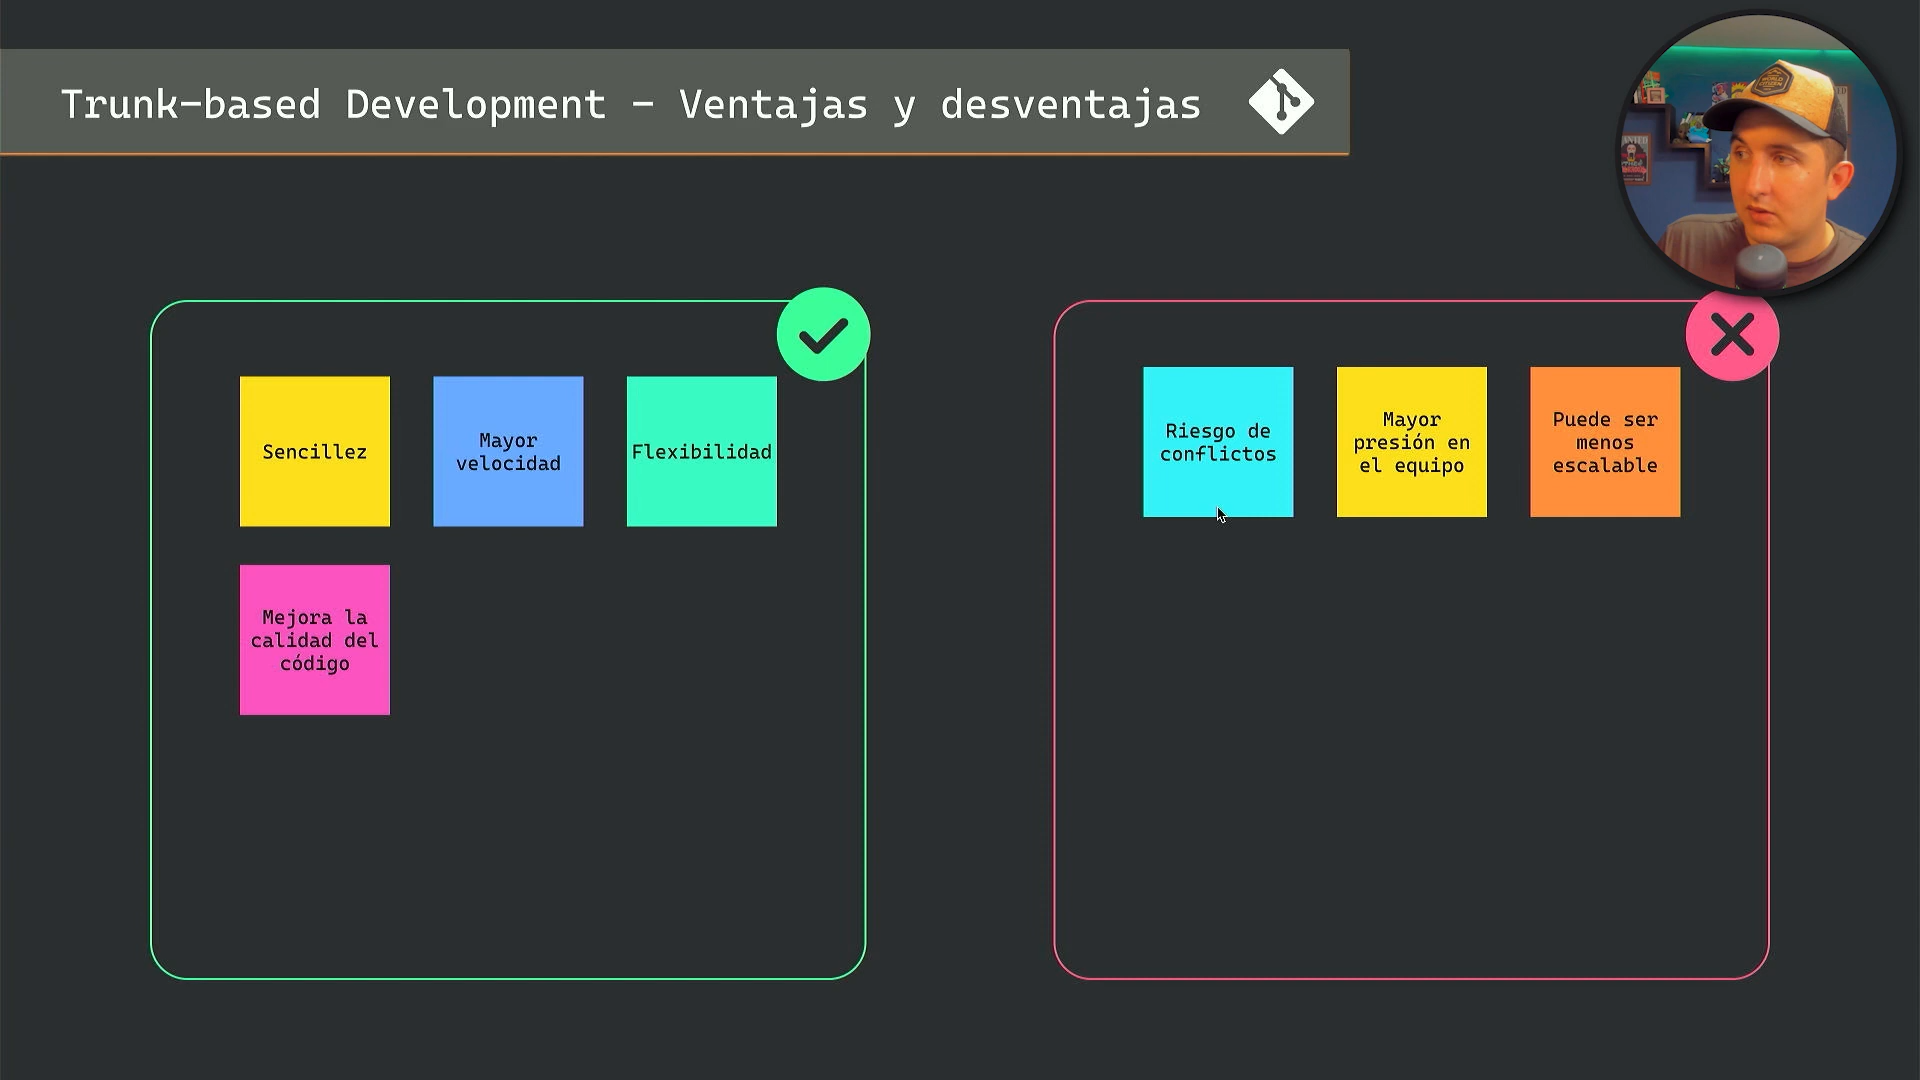 Trunk-based Development - Ventajas y desventajas
Sencillez
Mayor
velocidad
Flexibilidad
Mejora la
calidad del
código
Riesgo de
conflictos
Mayor
presión en
el equipo
Puede ser
menos
escalable
WANTED